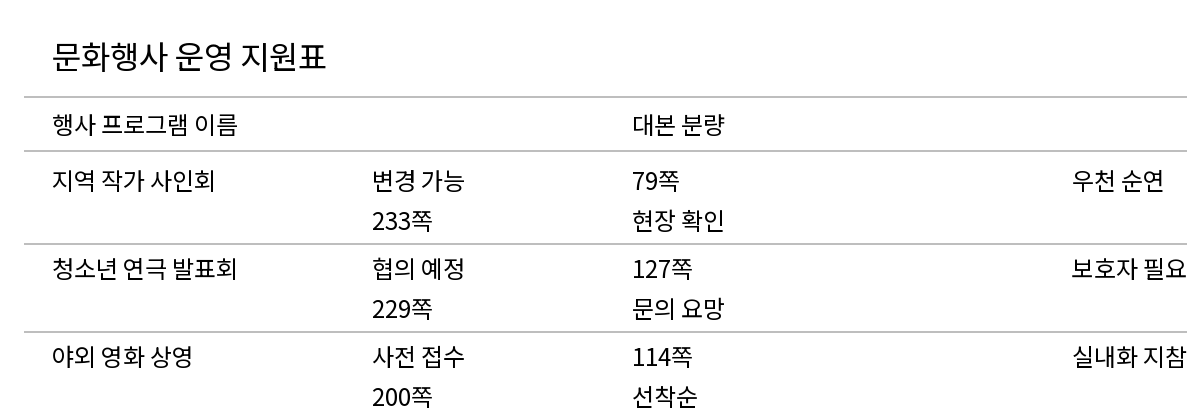 문화행사 운영 지원표
행사 프로그램 이름 대본 분량
지역 작가 사인회 변경 가능 79쪽 우천 순연
233쪽 현장 확인
청소년 연극 발표회 협의 예정 127쪽 보호자 필요
229쪽 문의 요망
야외 영화 상영 사전 접수 114쪽 실내화 지참
200쪽 선착순